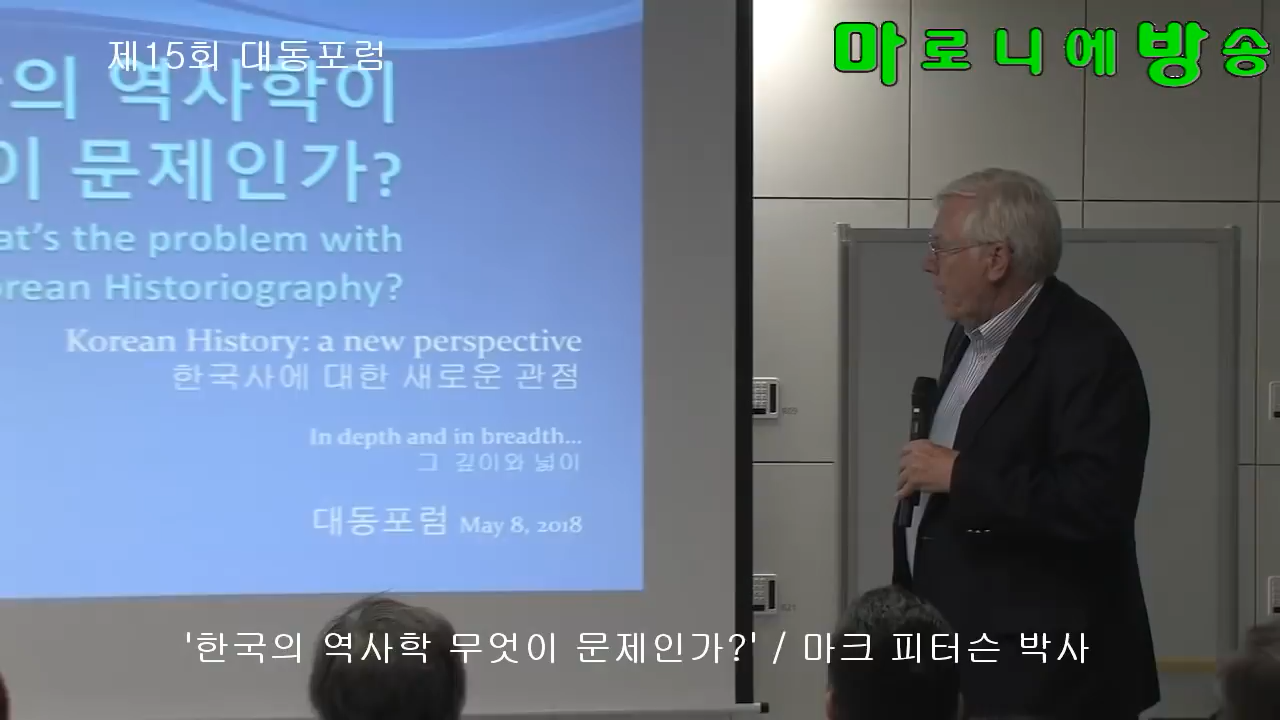 제15회 대동포럼
마로니에방송
의 역사학이
이 문제인가?
at's the problem with
rean Historiography?
Korean History: a new perspective
한국사에 대한 새로운 관점
In depth and in breadth...
그 깊이와 넓이
대동포럼 May 8, 2018
'한국의 역사학 무엇이 문제인가?' / 마크 피터슨 박사